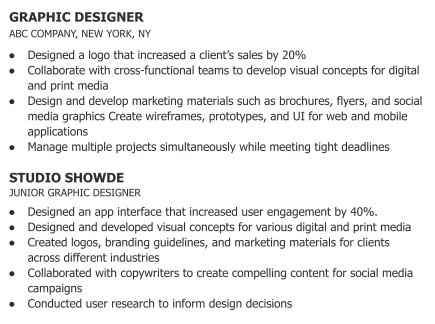 GRAPHIC DESIGNER
ABC COMPANY, NEW YORK, NY
● Designed a logo that increased a client’s sales by 20%
● Collaborate with cross-functional teams to develop visual concepts for digital
and print media
● Design and develop marketing materials such as brochures, flyers, and social
media graphics Create wireframes, prototypes, and UI for web and mobile
applications
● Manage multiple projects simultaneously while meeting tight deadlines
STUDIO SHOWDE
JUNIOR GRAPHIC DESIGNER
● Designed an app interface that increased user engagement by 40%.
● Designed and developed visual concepts for various digital and print media
● Created logos, branding guidelines, and marketing materials for clients
across different industries
● Collaborated with copywriters to create compelling content for social media
campaigns
● Conducted user research to inform design decisions